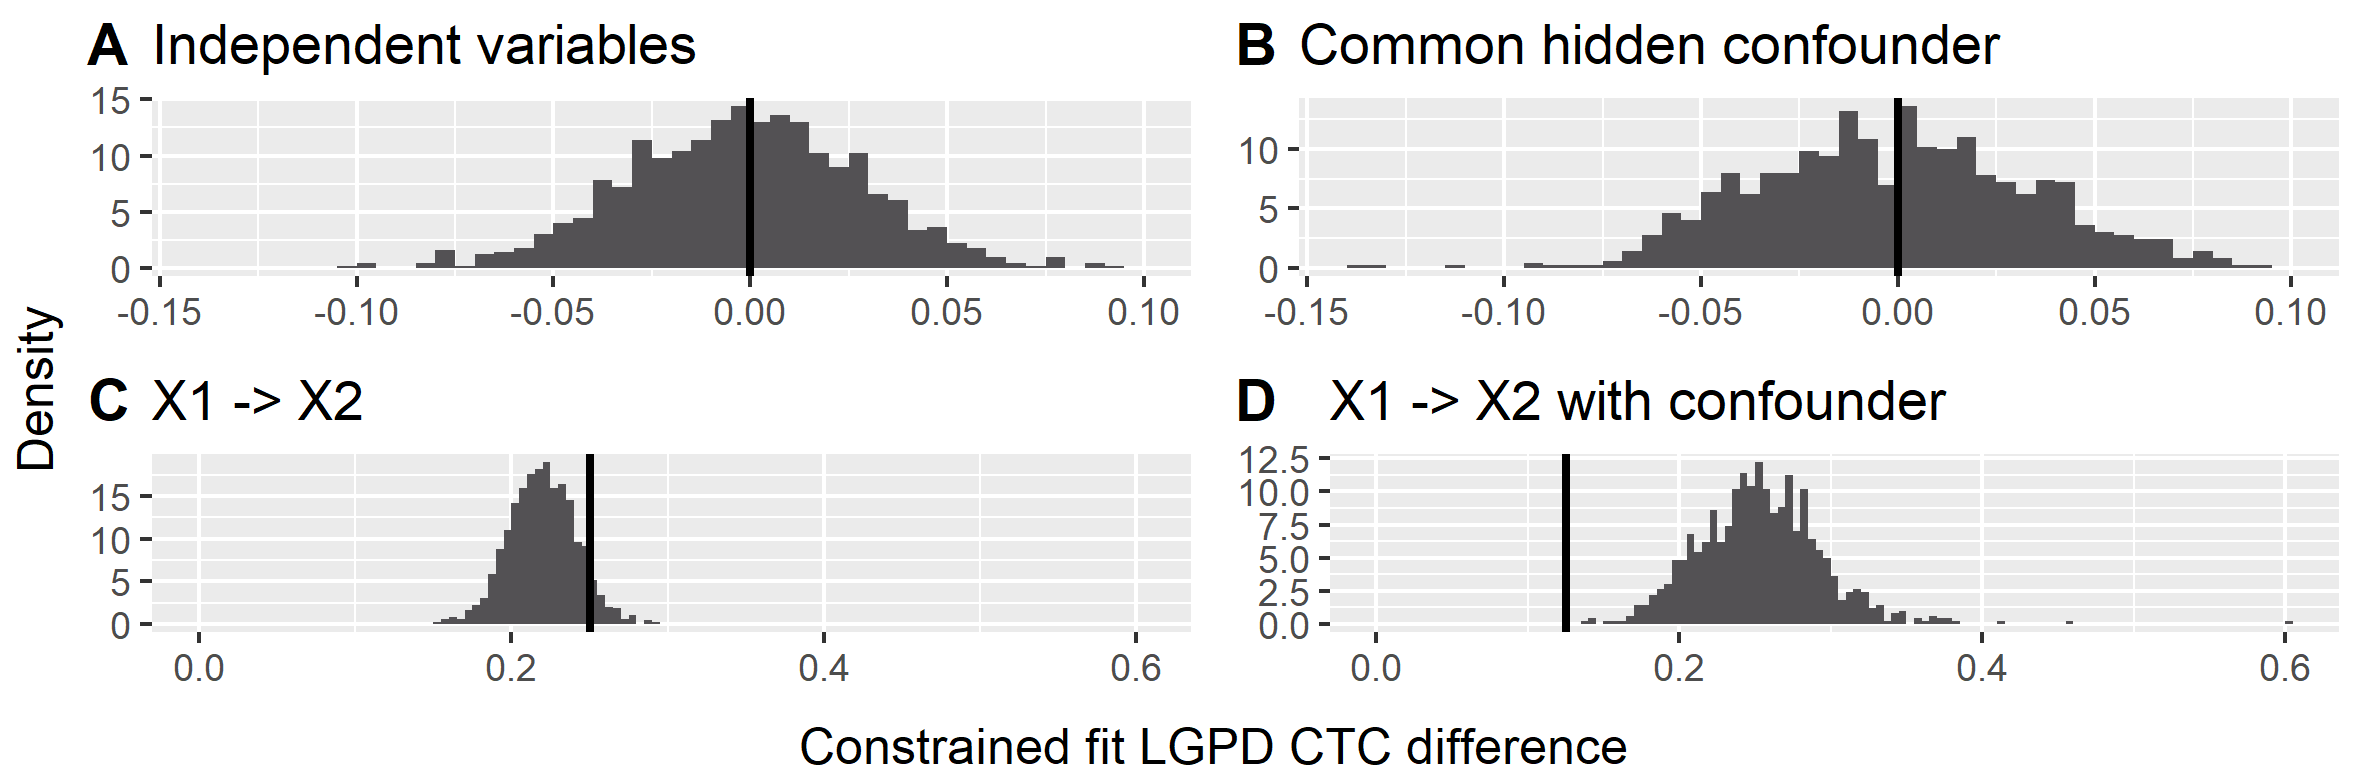 A Independent variables
15
10
5
0
-0.15 -0.10 -0.05 0.00 0.05 0.10
B Common hidden confounder
10
5
0
-0.15 -0.10 -0.05 0.00 0.05 0.10
Density
C X1 -> X2
15
10
5
0
0.0 0.2 0.4 0.6
D X1 -> X2 with confounder
12.5
10.0
7.5
5.0
2.5
0.0
0.0 0.2 0.4 0.6
Constrained fit LGPD CTC difference